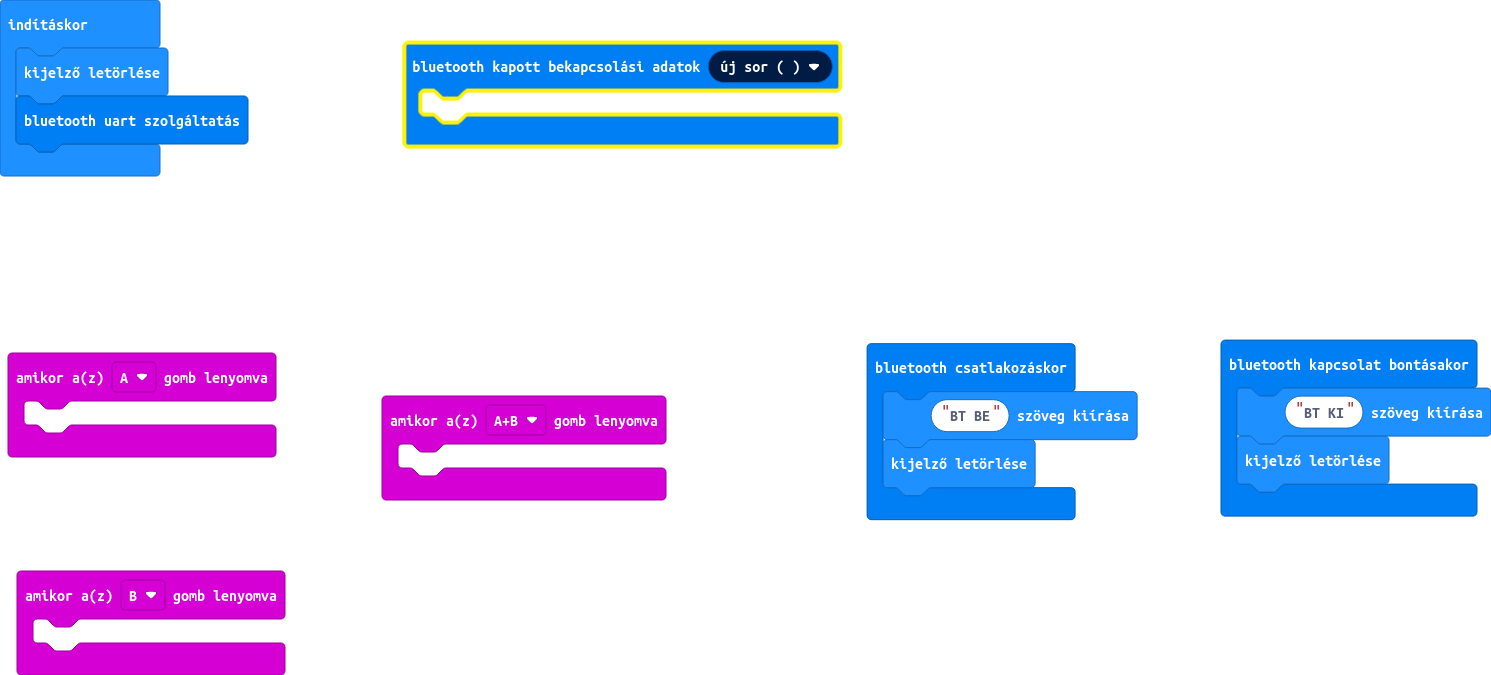 indításkor
kijelző letörlése
bluetooth uart szolgáltatás
bluetooth kapott bekapcsolási adatok új sor ( )
amikor a(z) A gomb lenyomva
amikor a(z) A+B gomb lenyomva
bluetooth csatlakozáskor
"BT BE" szöveg kiírása
kijelző letörlése
bluetooth kapcsolat bontásakor
"BT KI" szöveg kiírása
kijelző letörlése
amikor a(z) B gomb lenyomva